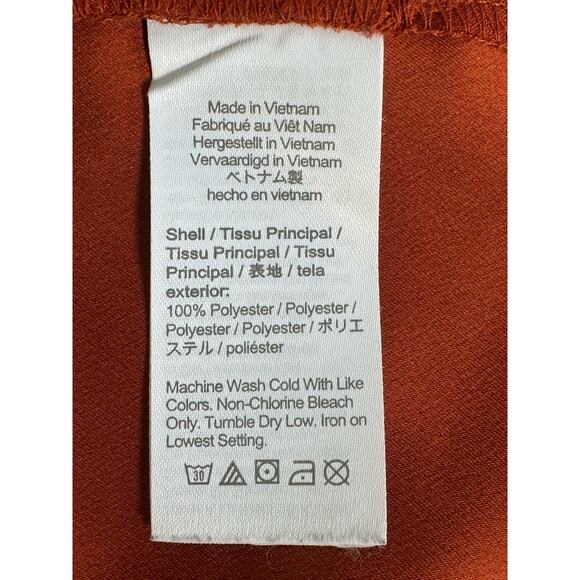 Made in Vietnam
Fabriqué au Viêt Nam
Hergestellt in Vietnam
Vervaardigd in Vietnam
ベトナム製
hecho en vietnam
Shell / Tissu Principal /
Tissu Principal / Tissu
Principal / 表地 / tela
exterior:
100% Polyester / Polyester /
Polyester / Polyester / ポリエ
ステル / poliéster
Machine Wash Cold With Like
Colors. Non-Chlorine Bleach
Only. Tumble Dry Low. Iron on
Lowest Setting.
30